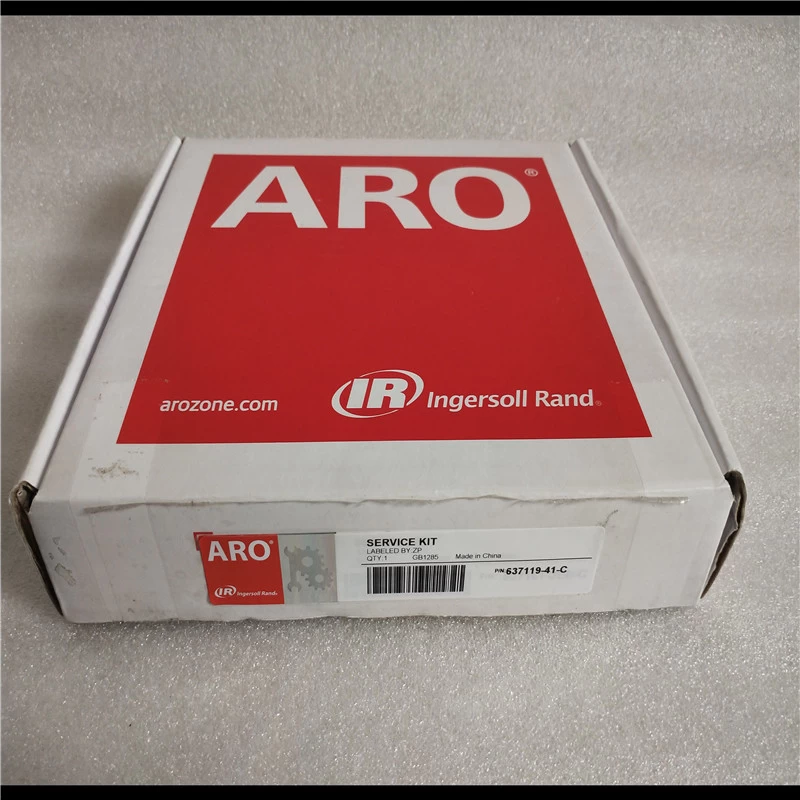 ARO®
arozone.com
IR Ingersoll Rand®
ARO®
IR Ingersoll Rand®
SERVICE KIT
LABELED BY:ZP
QTY:1 GB1285 Made in China
P/N:637119-41-C